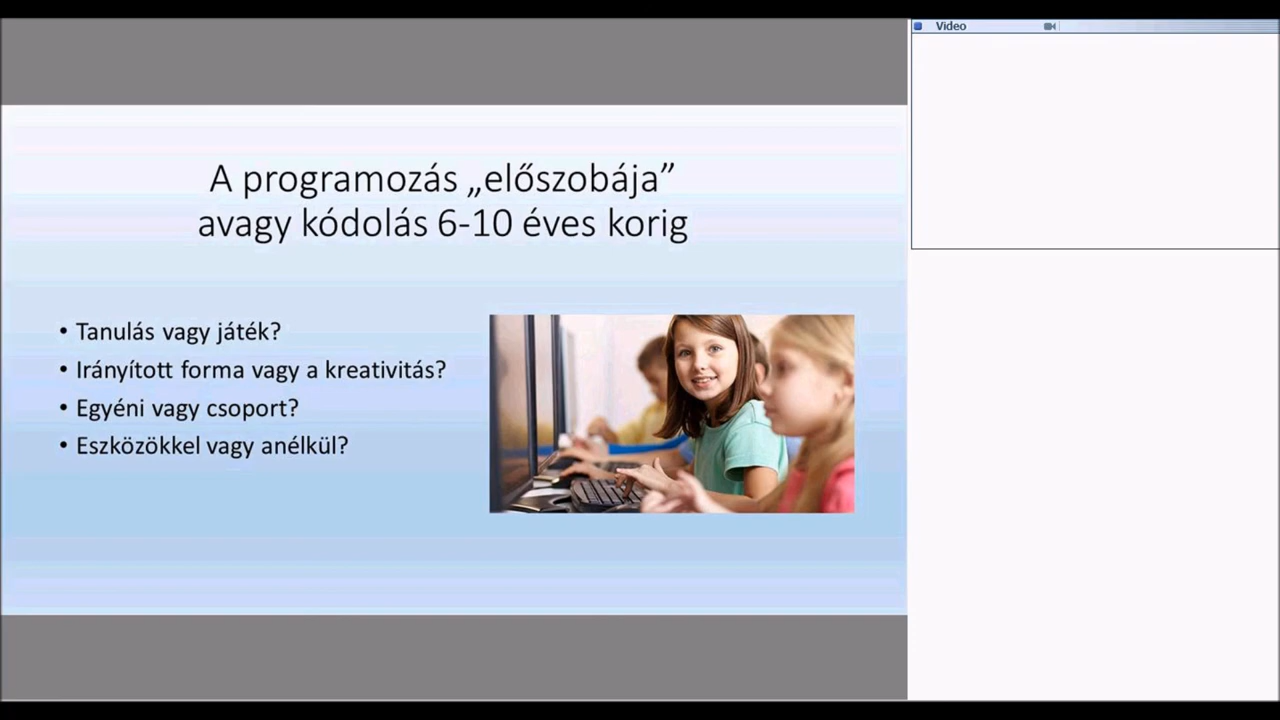 Video
A programozás „előszobája”
avagy kódolás 6-10 éves korig
• Tanulás vagy játék?
• Irányított forma vagy a kreativitás?
• Egyéni vagy csoport?
• Eszközökkel vagy anélkül?